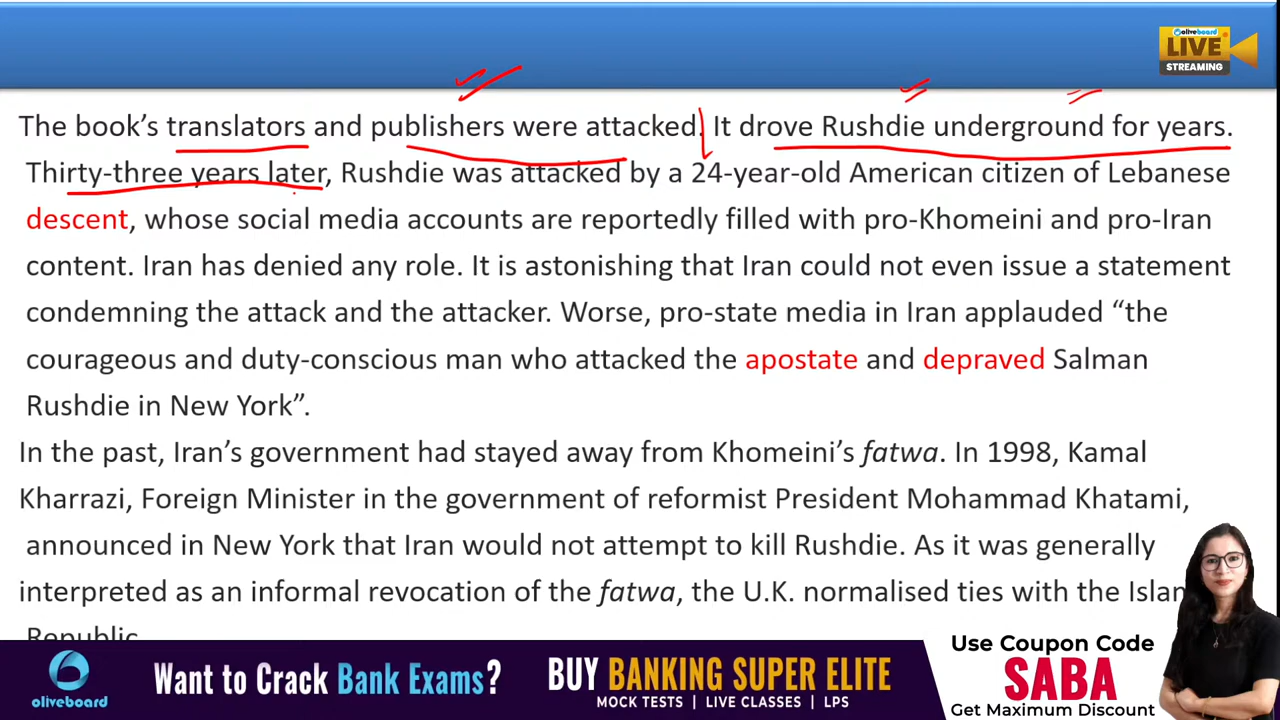 oliveboard
LIVE
STREAMING
The book's translators and publishers were attacked. It drove Rushdie underground for years.
Thirty-three years later, Rushdie was attacked by a 24-year-old American citizen of Lebanese
descent, whose social media accounts are reportedly filled with pro-Khomeini and pro-Iran
content. Iran has denied any role. It is astonishing that Iran could not even issue a statement
condemning the attack and the attacker. Worse, pro-state media in Iran applauded “the
courageous and duty-conscious man who attacked the apostate and depraved Salman
Rushdie in New York”.
In the past, Iran’s government had stayed away from Khomeini’s fatwa. In 1998, Kamal
Kharrazi, Foreign Minister in the government of reformist President Mohammad Khatami,
announced in New York that Iran would not attempt to kill Rushdie. As it was generally
interpreted as an informal revocation of the fatwa, the U.K. normalised ties with the
Republic
oliveboard
Want to Crack Bank Exams?
BUY BANKING SUPER ELITE
MOCK TESTS | LIVE CLASSES | LPS
Use Coupon Code
SABA
Get Maximum Discount